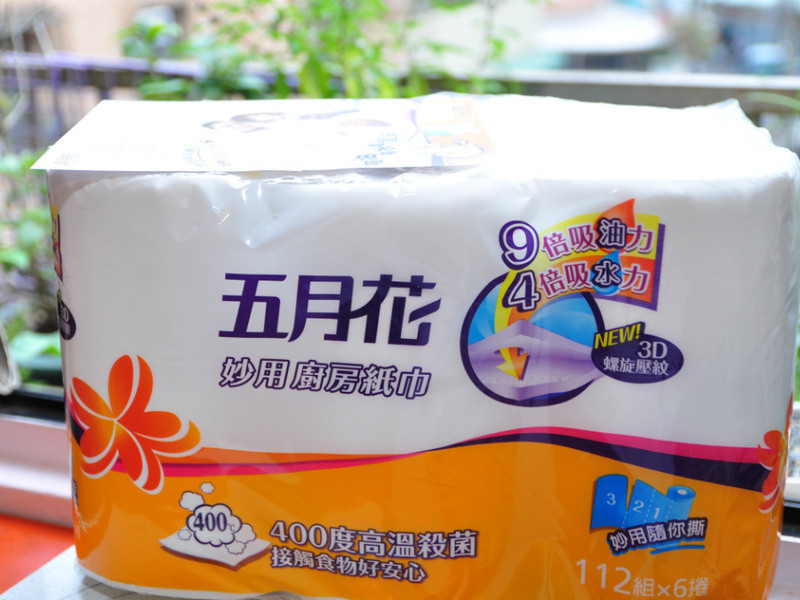 9倍吸油力
4倍吸水力
五月花
妙用 廚房紙巾
NEW!
3D
螺旋壓紋
3 2 1
妙用隨你撕
400
400度高溫殺菌
接觸食物好安心
112組×6捲